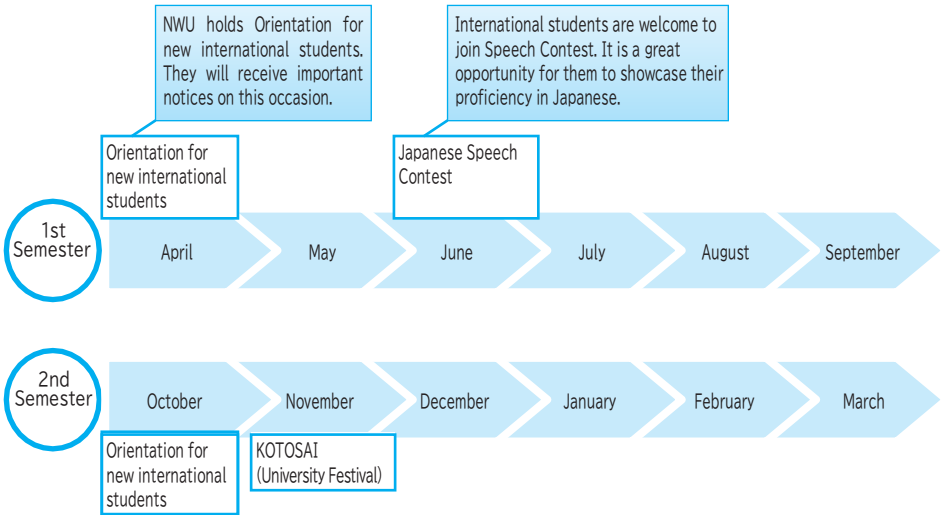 NWU holds Orientation for
new international students.
They will receive important
notices on this occasion.
International students are welcome to
join Speech Contest. It is a great
opportunity for them to showcase their
proficiency in Japanese.
Orientation for
new international
students
Japanese Speech
Contest
1st
Semester
April
May
June
July
August
September
2nd
Semester
October
November
December
January
February
March
Orientation for
new international
students
KOTOSAI
(University Festival)